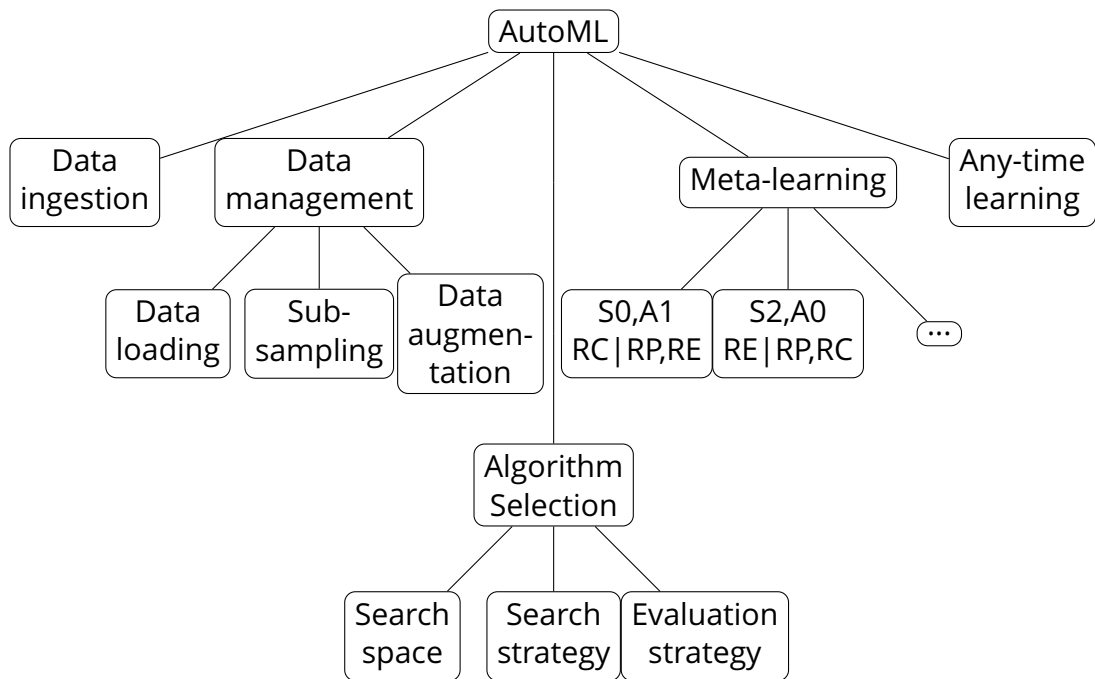 AutoML
Data
ingestion
Data
management
Meta-learning
Any-time
learning
Data
loading
Sub-
sampling
Data
augmen-
tation
S0,A1
RC|RP,RE
S2,A0
RE|RP,RC
...
Algorithm
Selection
Search
space
Search
strategy
Evaluation
strategy